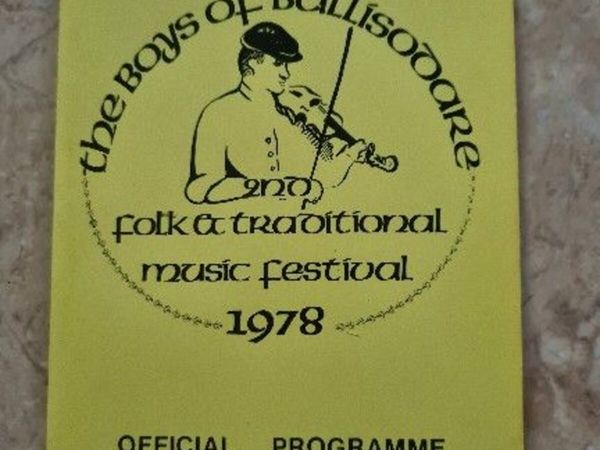 the Boys of Ballisodare
2nd
folk & traditional
music festival
1978
OFFICIAL PROGRAMME